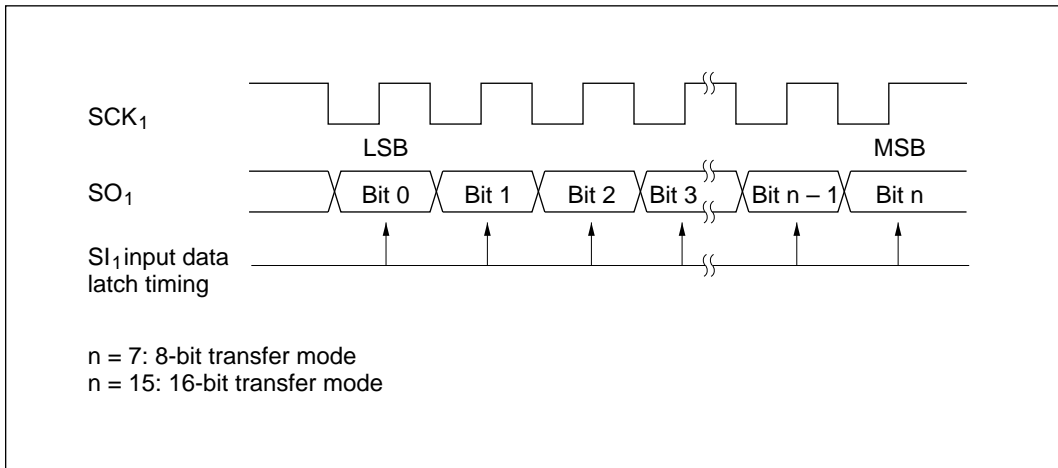 SCK1
LSB MSB
SO1 Bit 0 Bit 1 Bit 2 Bit 3 Bit n – 1 Bit n
SI1 input data
latch timing
n = 7: 8-bit transfer mode
n = 15: 16-bit transfer mode